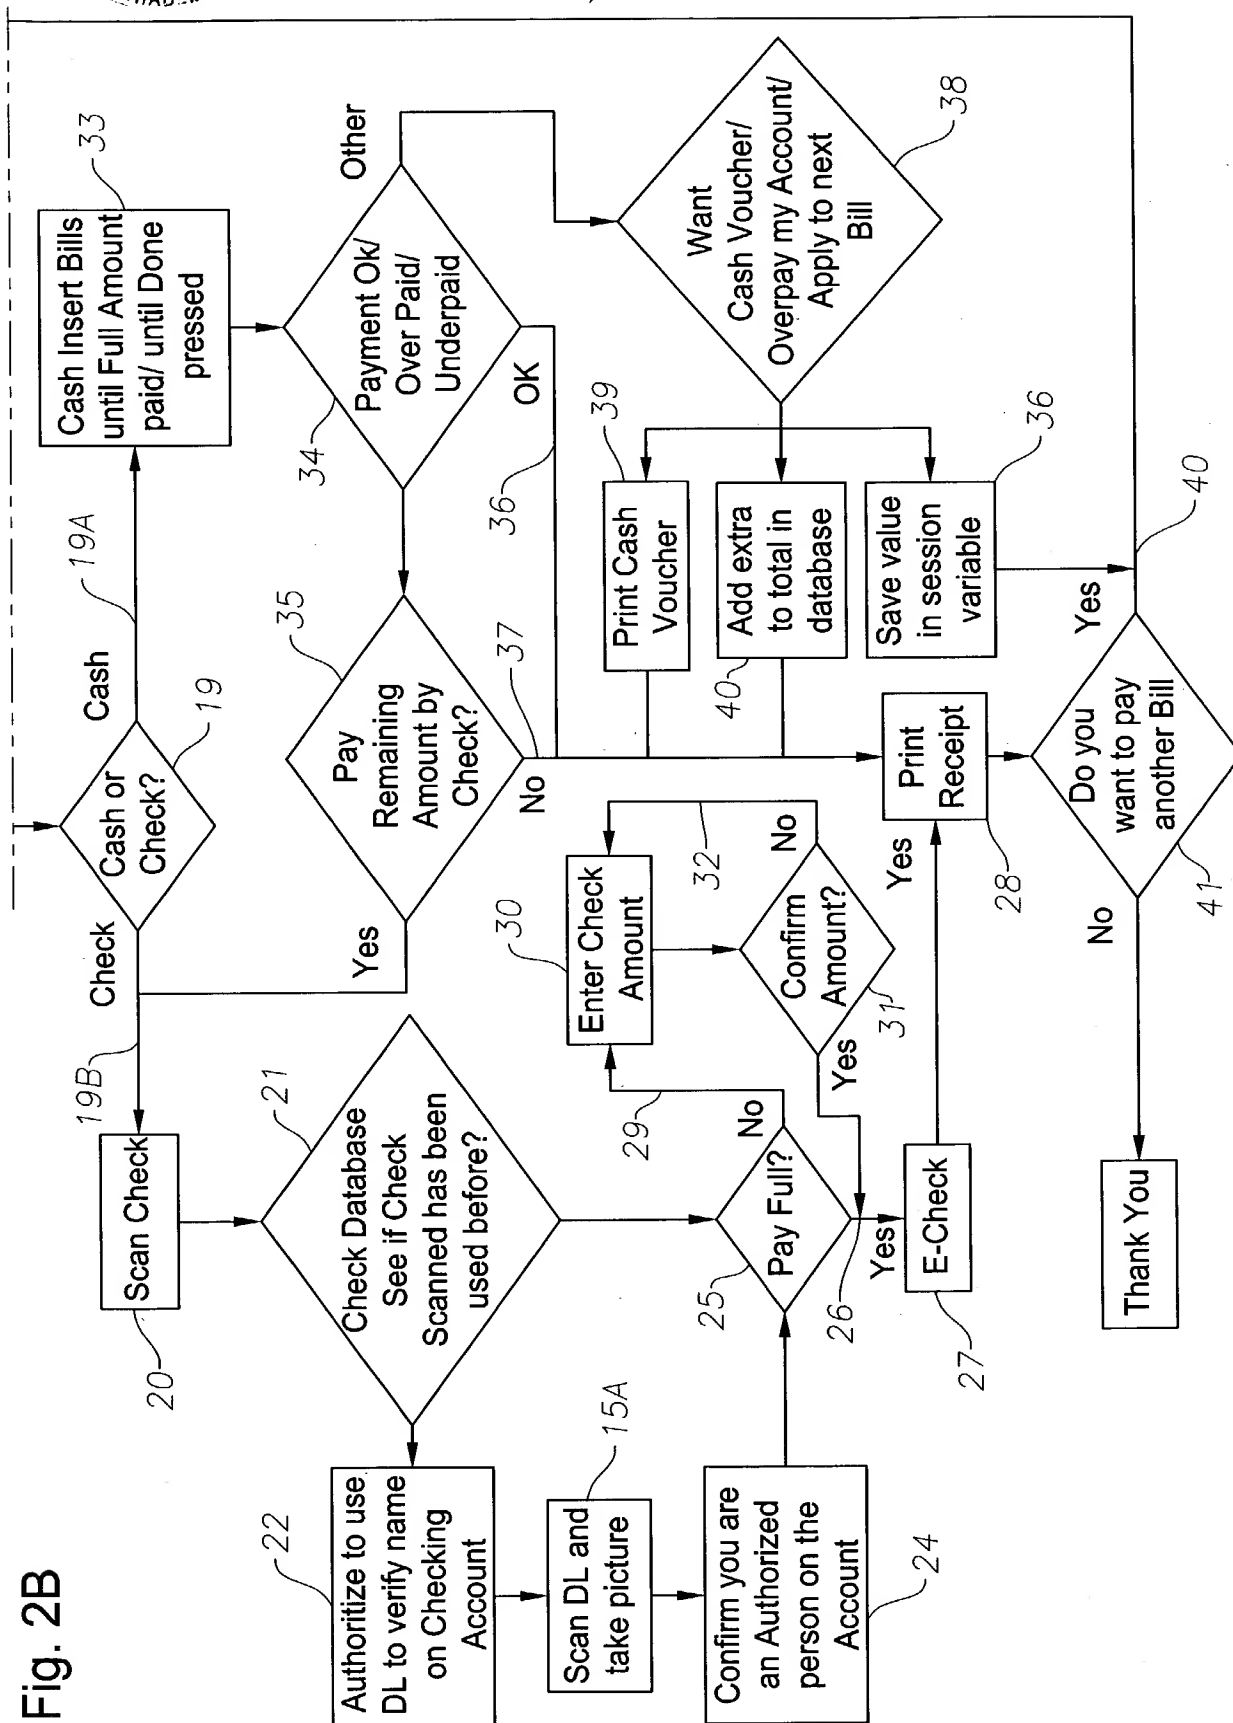 Fig. 2B
Cash or
Check?
19
Cash
19A
Check
19B
Cash Insert Bills
until Full Amount
paid/ until Done
pressed
33
Payment Ok/
Over Paid/
Underpaid
34
Other
OK
36
Want
Cash Voucher/
Overpay my Account/
Apply to next
Bill
38
Pay
Remaining
Amount by
Check?
35
Yes
No
37
Print Cash
Voucher
39
Add extra
to total in
database
40
Save value
in session
variable
36
Scan Check
20
Check Database
See if Check
Scanned has been
used before?
21
Authoritize to use
DL to verify name
on Checking
Account
22
Scan DL and
take picture
15A
Confirm you are
an Authorized
person on the
Account
24
Pay Full?
25
No
29
Yes
26
Enter Check
Amount
30
Confirm
Amount?
31
No
32
Yes
E-Check
27
Yes
Print
Receipt
28
Do you
want to pay
another Bill
41
Yes
40
No
Thank You